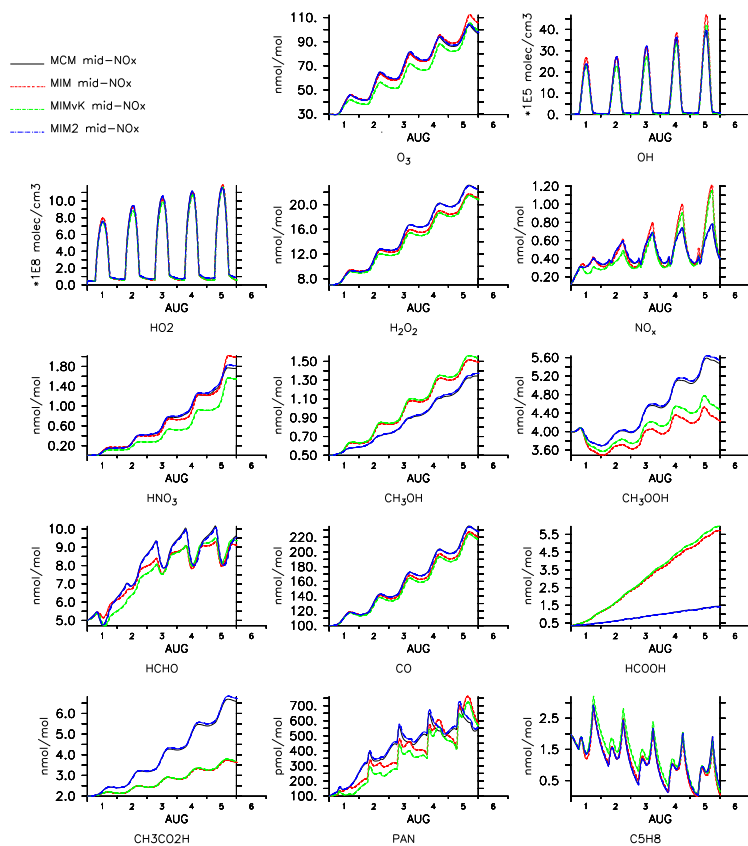 MCM mid-NOx
MIM mid-NOx
MIMvK mid-NOx
MIM2 mid-NOx
nmol/mol
110.
90.
70.
50.
30.
1 2 3 4 5 6
AUG
O3
*1E5 molec/cm3
40.
30.
20.
10.
0.
1 2 3 4 5 6
AUG
OH
*1E8 molec/cm3
10.0
8.0
6.0
4.0
2.0
0.0
1 2 3 4 5 6
AUG
HO2
nmol/mol
20.0
16.0
12.0
8.0
1 2 3 4 5 6
AUG
H2O2
nmol/mol
1.20
1.00
0.80
0.60
0.40
0.20
1 2 3 4 5 6
AUG
NOx
nmol/mol
1.80
1.40
1.00
0.60
0.20
1 2 3 4 5 6
AUG
HNO3
nmol/mol
1.50
1.30
1.10
0.90
0.70
0.50
1 2 3 4 5 6
AUG
CH3OH
nmol/mol
5.60
5.20
4.80
4.40
4.00
3.60
1 2 3 4 5 6
AUG
CH3OOH
nmol/mol
10.0
9.0
8.0
7.0
6.0
5.0
1 2 3 4 5 6
AUG
HCHO
nmol/mol
220.
200.
180.
160.
140.
120.
100.
1 2 3 4 5 6
AUG
CO
nmol/mol
5.5
4.5
3.5
2.5
1.5
0.5
1 2 3 4 5 6
AUG
HCOOH
nmol/mol
6.0
5.0
4.0
3.0
2.0
1 2 3 4 5 6
AUG
CH3CO2H
pmol/mol
700.
600.
500.
400.
300.
200.
100.
1 2 3 4 5 6
AUG
PAN
nmol/mol
2.5
1.5
0.5
1 2 3 4 5 6
AUG
C5H8